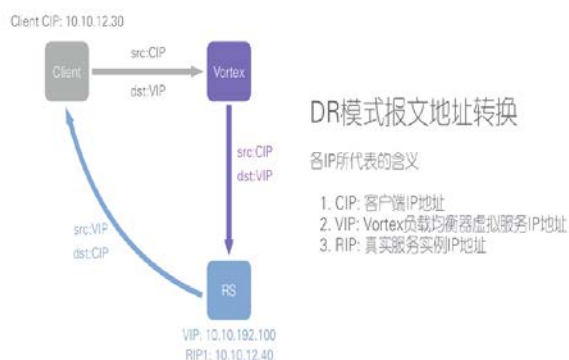 Client CIP: 10.10.12.30
src:CIP
Client
Vortex
dst:VIP
src:CIP
dst:VIP
src:VIP
dst:CIP
RS
VIP: 10.10.192.100
RIP1: 10.10.12.40
DR模式报文地址转换
各IP所代表的含义
1. CIP: 客户端IP地址
2. VIP: Vortex负载均衡器虚拟服务IP地址
3. RIP: 真实服务实例IP地址